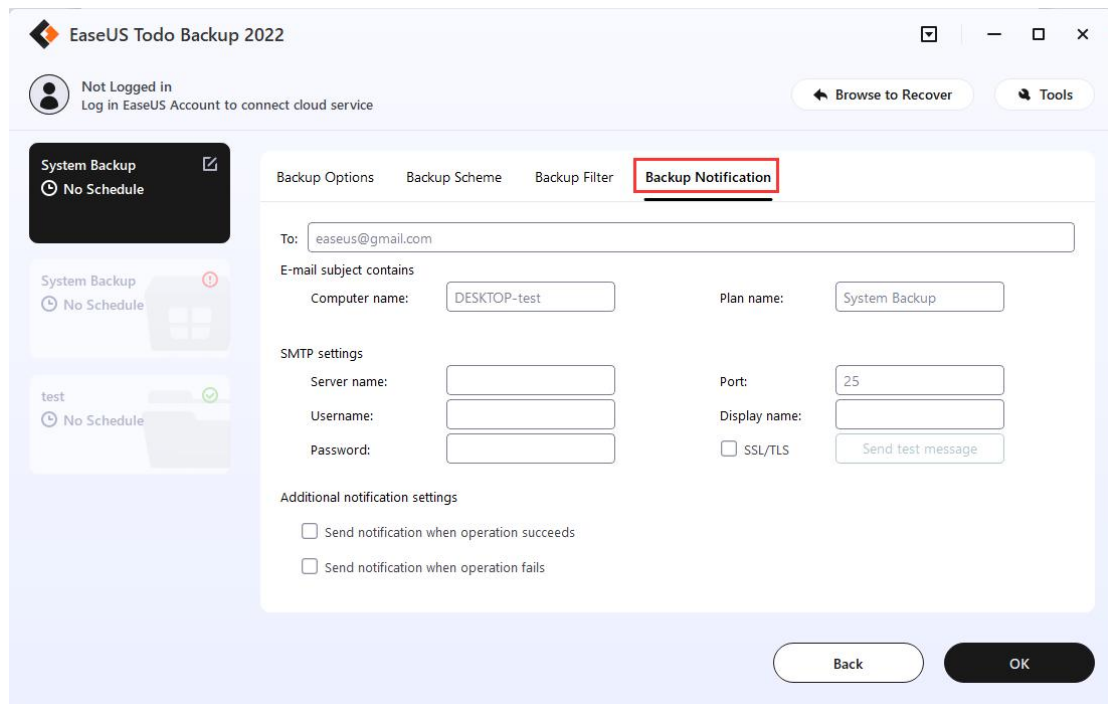 EaseUS Todo Backup 2022
Not Logged in
Log in EaseUS Account to connect cloud service
Browse to Recover
Tools
System Backup
No Schedule
System Backup
No Schedule
test
No Schedule
Backup Options
Backup Scheme
Backup Filter
Backup Notification
To: easeus@gmail.com
E-mail subject contains
Computer name: DESKTOP-test
Plan name: System Backup
SMTP settings
Server name:
Port: 25
Username:
Display name:
Password:
SSL/TLS
Send test message
Additional notification settings
Send notification when operation succeeds
Send notification when operation fails
Back
OK